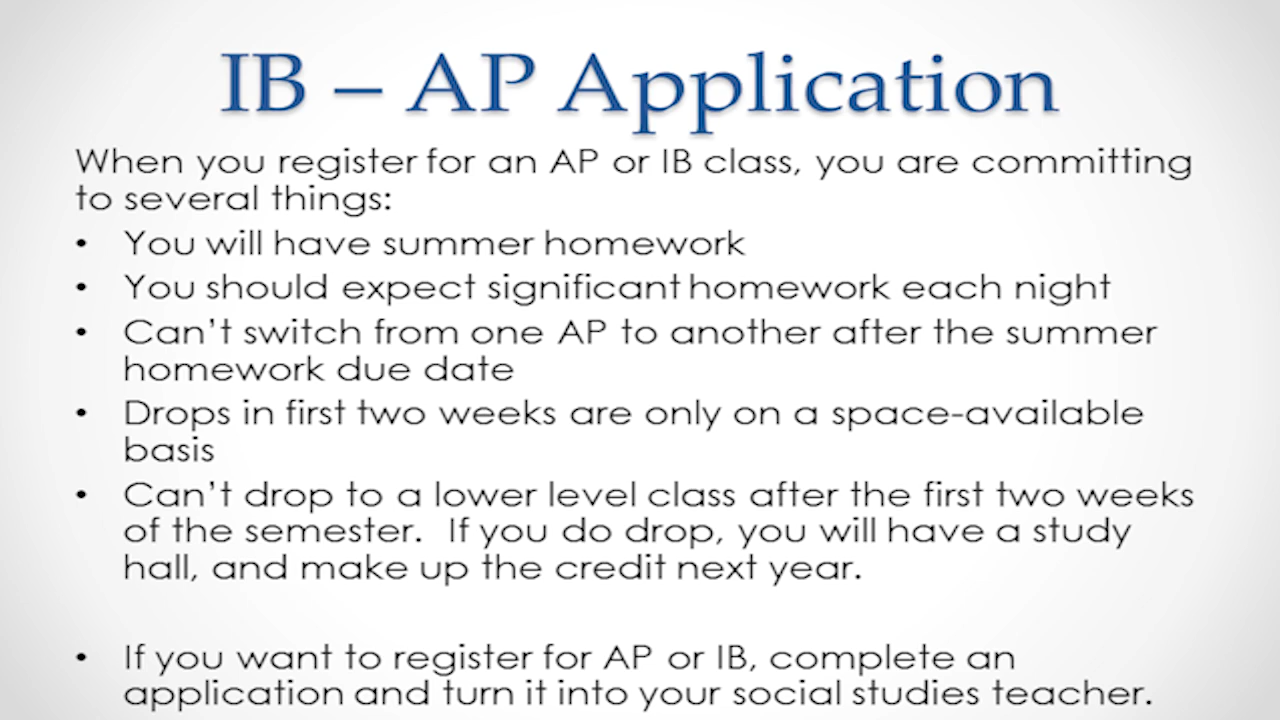 IB – AP Application
When you register for an AP or IB class, you are committing
to several things:
• You will have summer homework
• You should expect significant homework each night
• Can't switch from one AP to another after the summer
homework due date
• Drops in first two weeks are only on a space-available
basis
• Can't drop to a lower level class after the first two weeks
of the semester.  If you do drop, you will have a study
hall, and make up the credit next year.
• If you want to register for AP or IB, complete an
application and turn it into your social studies teacher.